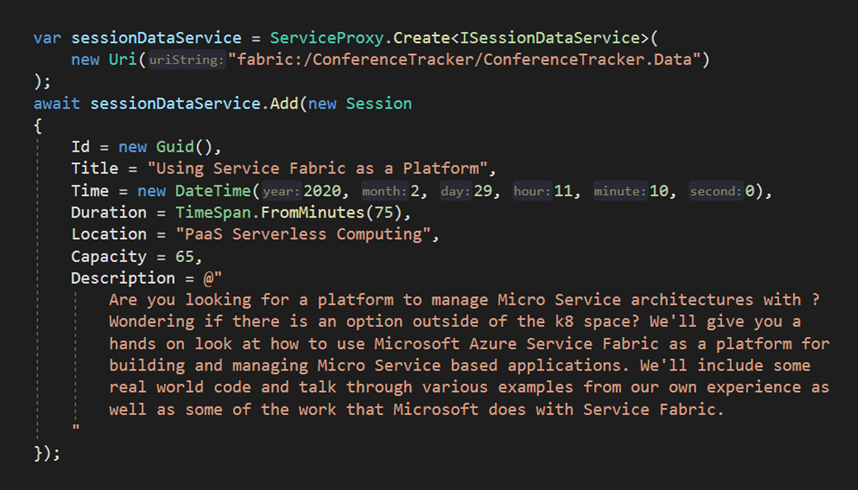 var sessionDataService = ServiceProxy.Create<ISessionDataService>(
    new Uri(uriString: "fabric:/ConferenceTracker/ConferenceTracker.Data")
);
await sessionDataService.Add(new Session
{
    Id = new Guid(),
    Title = "Using Service Fabric as a Platform",
    Time = new DateTime(year: 2020, month: 2, day: 29, hour: 11, minute: 10, second: 0),
    Duration = TimeSpan.FromMinutes(75),
    Location = "PaaS Serverless Computing",
    Capacity = 65,
    Description = @"
        Are you looking for a platform to manage Micro Service architectures with ?
        Wondering if there is an option outside of the k8 space? We'll give you a
        hands on look at how to use Microsoft Azure Service Fabric as a platform for
        building and managing Micro Service based applications. We'll include some
        real world code and talk through various examples from our own experience as
        well as some of the work that Microsoft does with Service Fabric.
    "
});